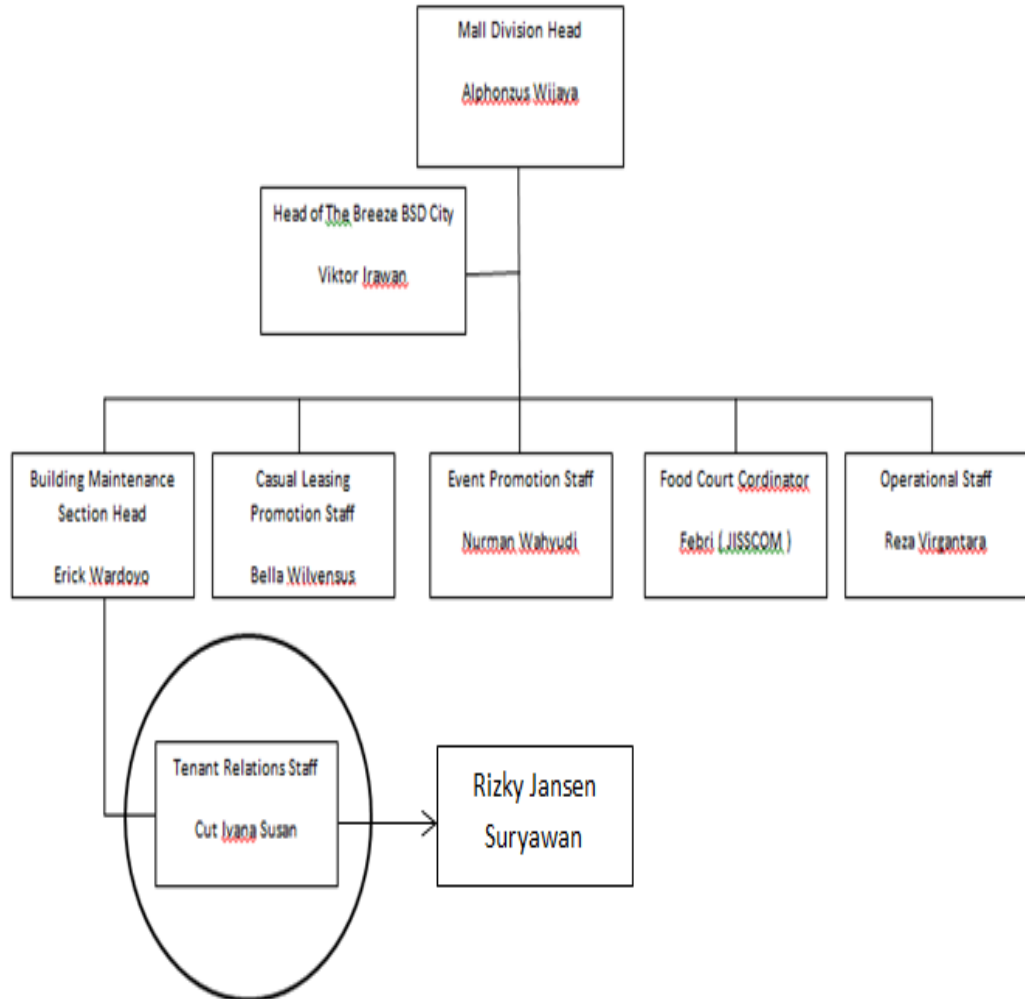 Mall Division Head
Alphonzus Wijaya
Head of The Breeze BSD City
Viktor Irawan
Building Maintenance
Section Head
Erick Wardoyo
Casual Leasing
Promotion Staff
Bella Wilvensus
Event Promotion Staff
Nurman Wahyudi
Food Court Cordinator
Febri ( JISSCOM )
Operational Staff
Reza Virgantara
Tenant Relations Staff
Cut Ivana Susan
Rizky Jansen
Suryawan